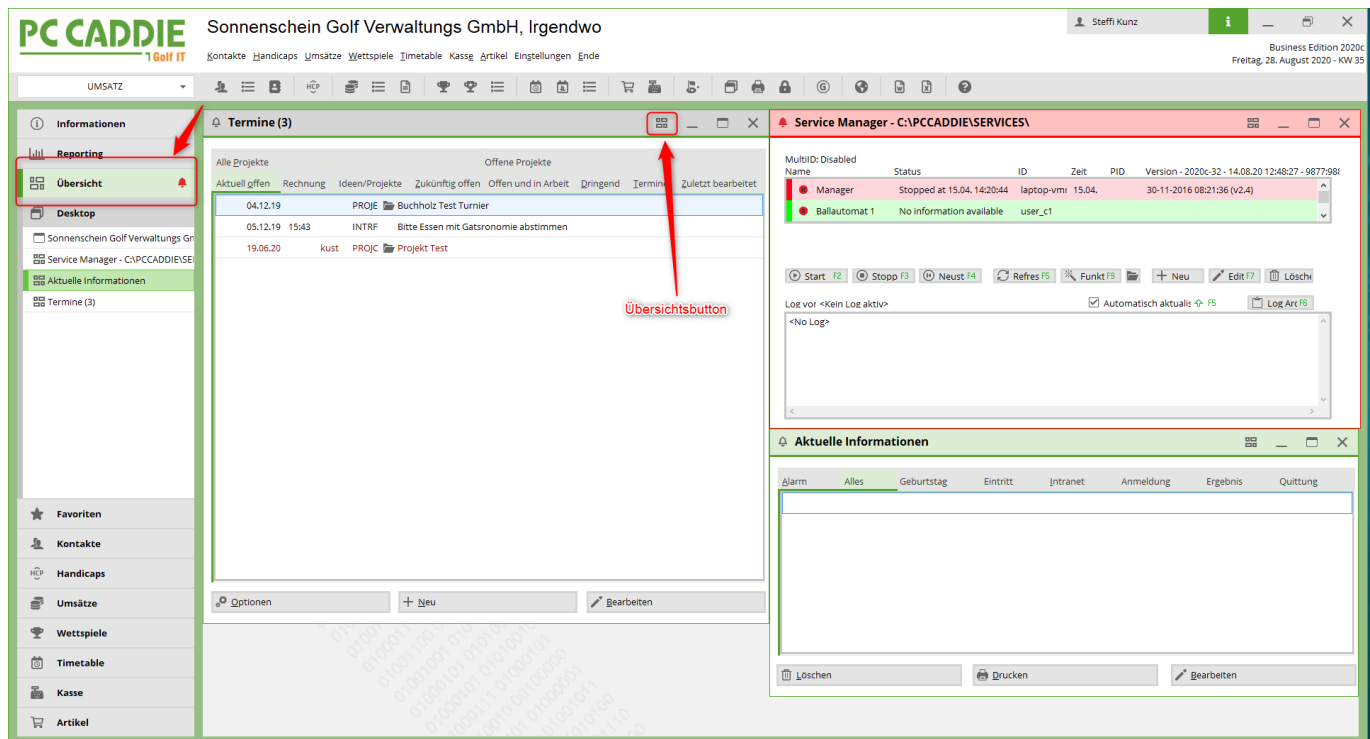 PC CADDIE
Golf IT
Sonnenschein Golf Verwaltungs GmbH, Irgendwo
Kontakte Handicaps Umsätze Wettspiele Timetable Kasse Artikel Einstellungen Ende
Steffi Kunz
i
Business Edition 2020c
Freitag, 28. August 2020 - KW 35
UMSATZ
HCP
G
Informationen
Reporting
Übersicht
Desktop
Sonnenschein Golf Verwaltungs Gn
Service Manager - C:\PCCADDIE\SE
Aktuelle Informationen
Termine (3)
Favoriten
Kontakte
HCP Handicaps
Umsätze
Wettspiele
Timetable
Kasse
Artikel
Termine (3)
Alle Projekte Offene Projekte
Aktuell offen Rechnung Ideen/Projekte Zukünftig offen Offen und in Arbeit Dringend Termine Zuletzt bearbeitet
04.12.19 PROJE Buchholz Test Turnier
05.12.19 15:43 INTRF Bitte Essen mit Gatsronomie abstimmen
19.06.20 kust PROJC Projekt Test
Übersichtsbutton
Optionen Neu Bearbeiten
Service Manager - C:\PCCADDIE\SERVICES\
MultiID: Disabled
Name Status ID Zeit PID Version - 2020c-32 - 14.08.20 12:48:27 - 9877:98
Manager Stopped at 15.04. 14:20:44 laptop-vmi 15.04. 30-11-2016 08:21:36 (v2.4)
Ballautomat 1 No information available user_c1
Start F2 Stopp F3 Neust F4 Refres F5 Funkt F9 Neu Edit F7 Lösche
Log vor <Kein Log aktiv> Automatisch aktualis F5 Log Arc F6
<No Log>
Aktuelle Informationen
Alarm Alles Geburtstag Eintritt Intranet Anmeldung Ergebnis Quittung
Löschen Drucken Bearbeiten